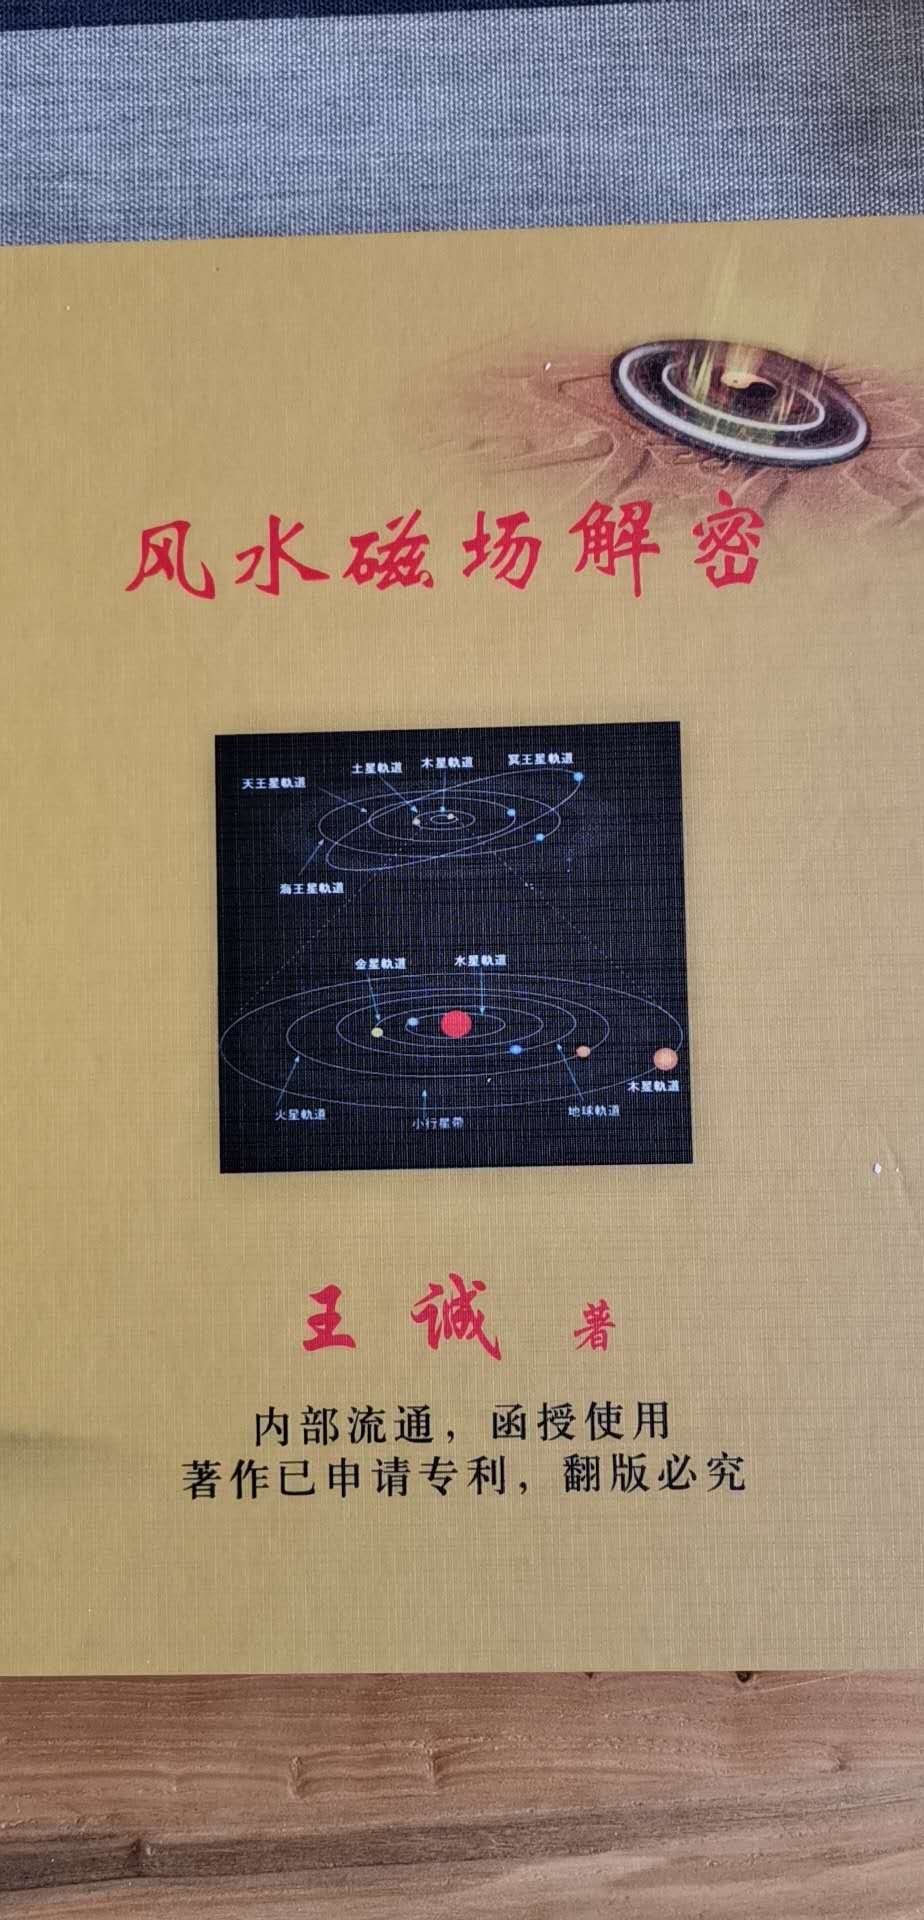 风水磁场解密
天王星軌道
土星軌道
木星軌道
冥王星軌道
海王星軌道
金星軌道
水星軌道
木星軌道
火星軌道
小行星帶
地球軌道
王诚 著
内部流通，函授使用
著作已申请专利，翻版必究